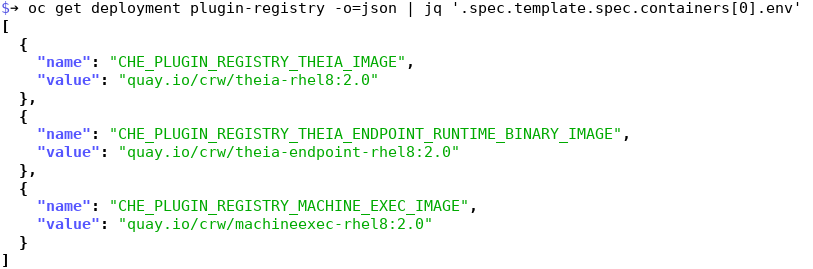 $→ oc get deployment plugin-registry -o=json | jq '.spec.template.spec.containers[0].env'
[
  {
    "name": "CHE_PLUGIN_REGISTRY_THEIA_IMAGE",
    "value": "quay.io/crw/theia-rhel8:2.0"
  },
  {
    "name": "CHE_PLUGIN_REGISTRY_THEIA_ENDPOINT_RUNTIME_BINARY_IMAGE",
    "value": "quay.io/crw/theia-endpoint-rhel8:2.0"
  },
  {
    "name": "CHE_PLUGIN_REGISTRY_MACHINE_EXEC_IMAGE",
    "value": "quay.io/crw/machineexec-rhel8:2.0"
  }
]